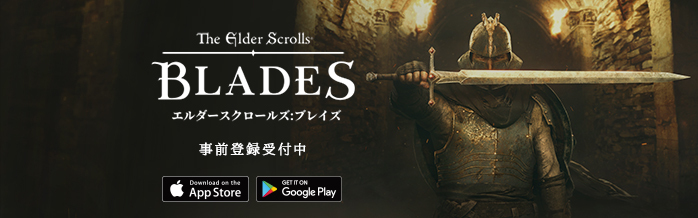 The Elder Scrolls
BLADES
エルダースクロールズ:ブレイズ
事前登録受付中
Download on the
App Store
GET IT ON
Google Play